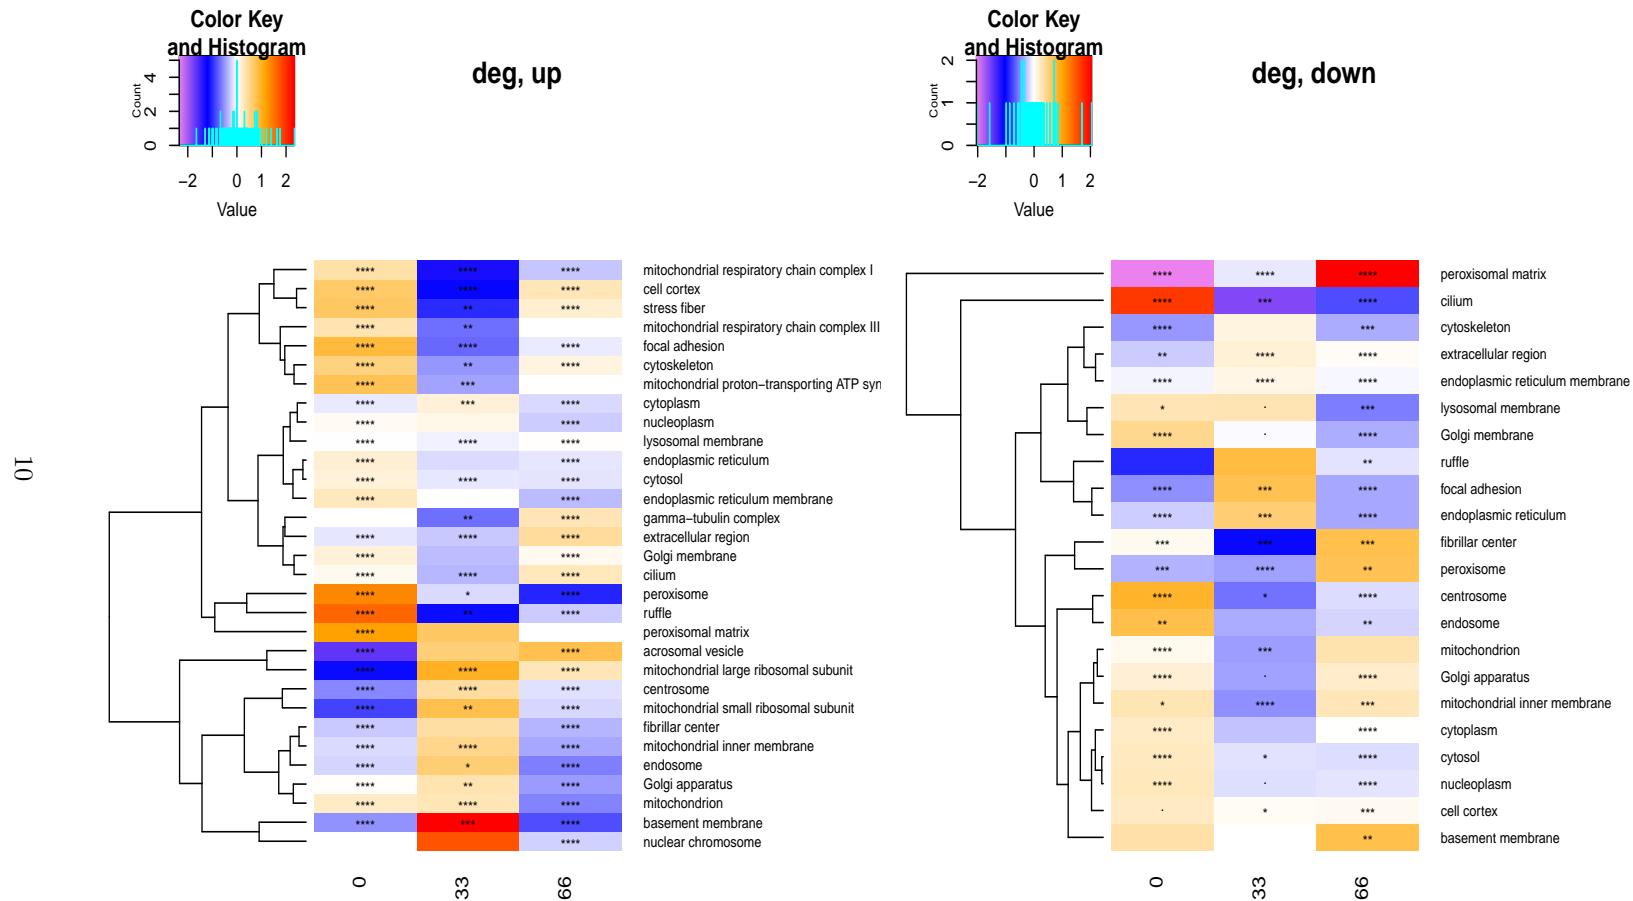 Color Key
and Histogram
Count
0 2 4
−2 0 1 2
Value
deg, up
**** **** **** mitochondrial respiratory chain complex I
**** **** **** cell cortex
**** ** **** stress fiber
**** ** mitochondrial respiratory chain complex III
**** **** **** focal adhesion
**** ** **** cytoskeleton
**** *** mitochondrial proton−transporting ATP syn
**** *** **** cytoplasm
**** **** nucleoplasm
**** **** **** lysosomal membrane
**** **** endoplasmic reticulum
**** **** **** cytosol
**** **** endoplasmic reticulum membrane
** **** gamma−tubulin complex
**** **** **** extracellular region
**** **** Golgi membrane
**** **** **** cilium
**** * **** peroxisome
**** ** **** ruffle
**** peroxisomal matrix
**** **** acrosomal vesicle
**** **** **** mitochondrial large ribosomal subunit
**** **** **** centrosome
**** ** **** mitochondrial small ribosomal subunit
**** **** fibrillar center
**** **** **** mitochondrial inner membrane
**** * **** endosome
**** ** **** Golgi apparatus
**** **** **** mitochondrion
**** *** **** basement membrane
**** nuclear chromosome
0 33 66
Color Key
and Histogram
Count
0 1 2
−2 0 1 2
Value
deg, down
**** **** **** peroxisomal matrix
**** *** **** cilium
**** *** cytoskeleton
** **** **** extracellular region
**** **** **** endoplasmic reticulum membrane
* . *** lysosomal membrane
**** . **** Golgi membrane
** ruffle
**** *** **** focal adhesion
**** *** **** endoplasmic reticulum
*** *** *** fibrillar center
*** **** ** peroxisome
**** * **** centrosome
** ** endosome
**** *** mitochondrion
**** . **** Golgi apparatus
* **** *** mitochondrial inner membrane
**** **** cytoplasm
**** * **** cytosol
**** . **** nucleoplasm
. * *** cell cortex
** basement membrane
0 33 66
10